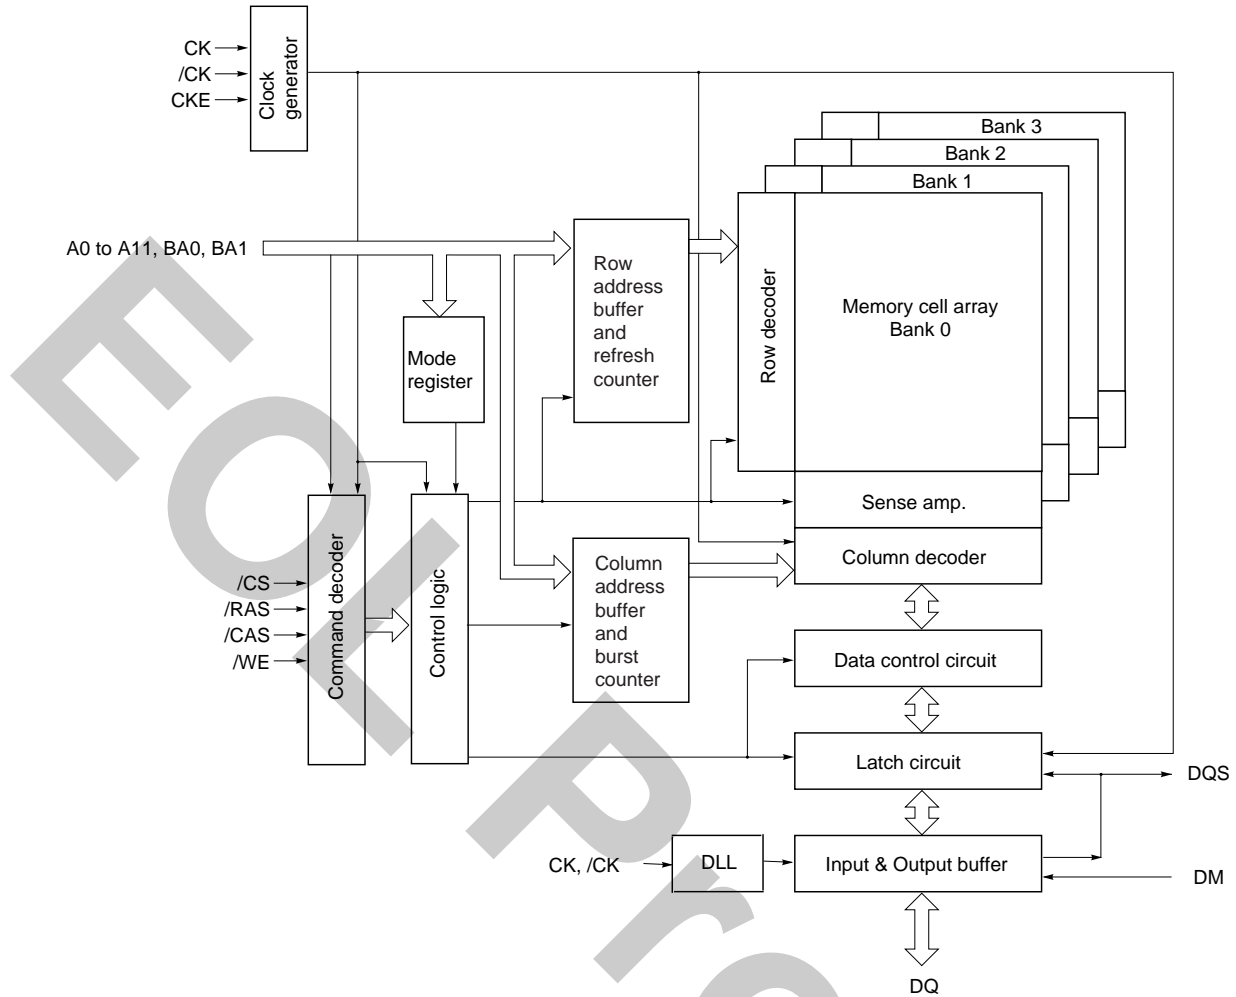 CK
/CK
CKE
Clock
generator
Bank 3
Bank 2
Bank 1
A0 to A11, BA0, BA1
Row
address
buffer
and
refresh
counter
Row decoder
Memory cell array
Bank 0
Mode
register
Sense amp.
Column decoder
Command decoder
Control logic
Column
address
buffer
and
burst
counter
/CS
/RAS
/CAS
/WE
Data control circuit
Latch circuit
DQS
CK, /CK
DLL
Input & Output buffer
DM
DQ
EOL Pro